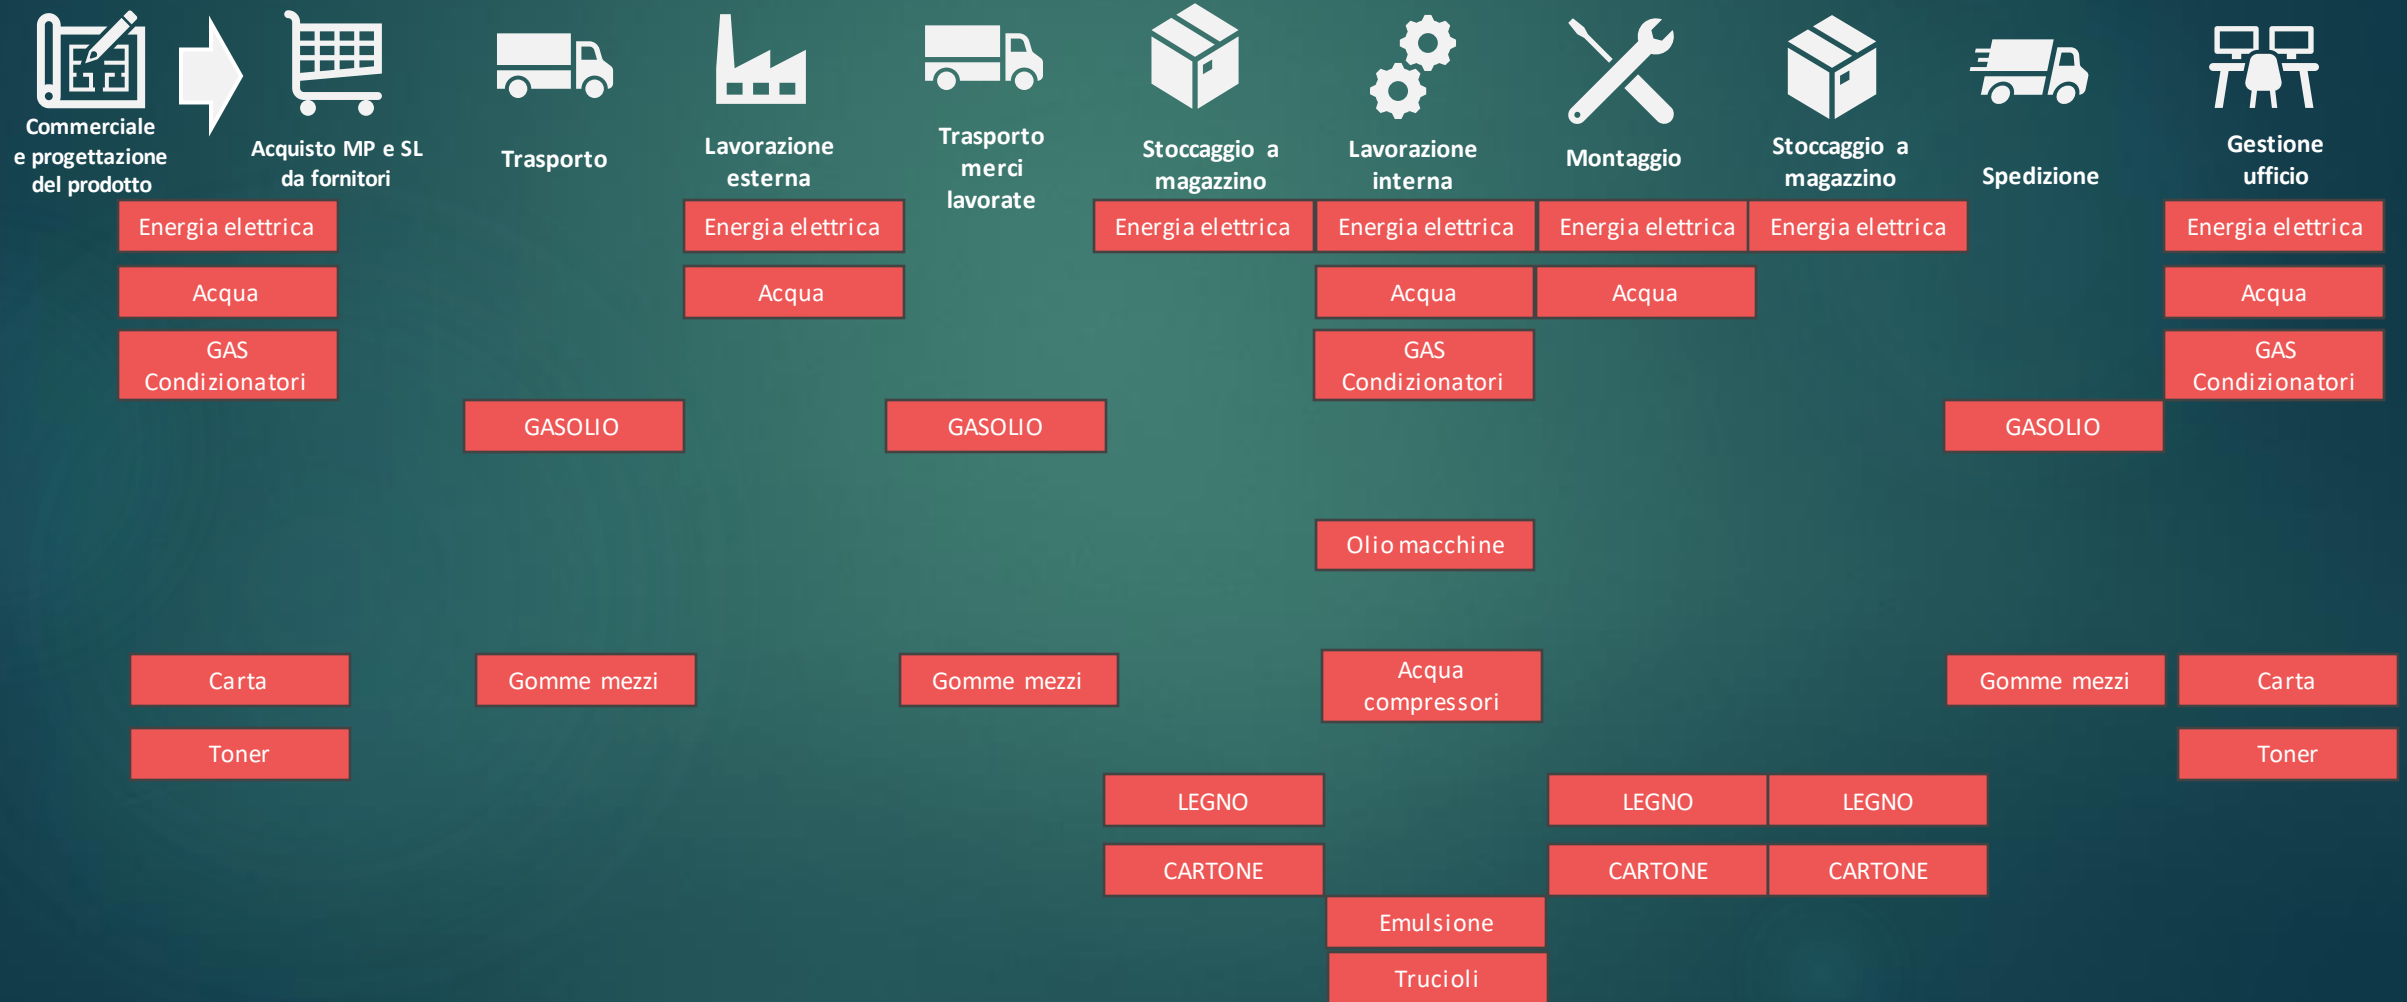 Commerciale
e progettazione
del prodotto
Acquisto MP e SL
da fornitori
Trasporto
Lavorazione
esterna
Trasporto
merci
lavorate
Stoccaggio a
magazzino
Lavorazione
interna
Montaggio
Stoccaggio a
magazzino
Spedizione
Gestione
ufficio
Energia elettrica
Energia elettrica
Energia elettrica
Energia elettrica
Energia elettrica
Energia elettrica
Energia elettrica
Acqua
Acqua
Acqua
Acqua
Acqua
GAS
Condizionatori
GAS
Condizionatori
GAS
Condizionatori
GASOLIO
GASOLIO
GASOLIO
Olio macchine
Carta
Gomme mezzi
Gomme mezzi
Acqua
compressori
Gomme mezzi
Carta
Toner
Toner
LEGNO
LEGNO
LEGNO
CARTONE
CARTONE
CARTONE
Emulsione
Trucioli